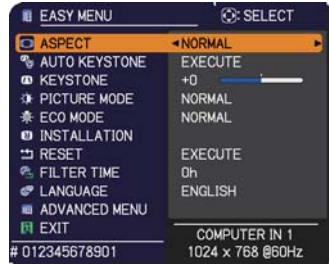 EASY MENU : SELECT
ASPECT NORMAL
AUTO KEYSTONE EXECUTE
KEYSTONE +0
PICTURE MODE NORMAL
ECO MODE NORMAL
INSTALLATION
RESET EXECUTE
FILTER TIME 0h
LANGUAGE ENGLISH
ADVANCED MENU
EXIT COMPUTER IN 1
# 012345678901 1024 x 768 @60Hz